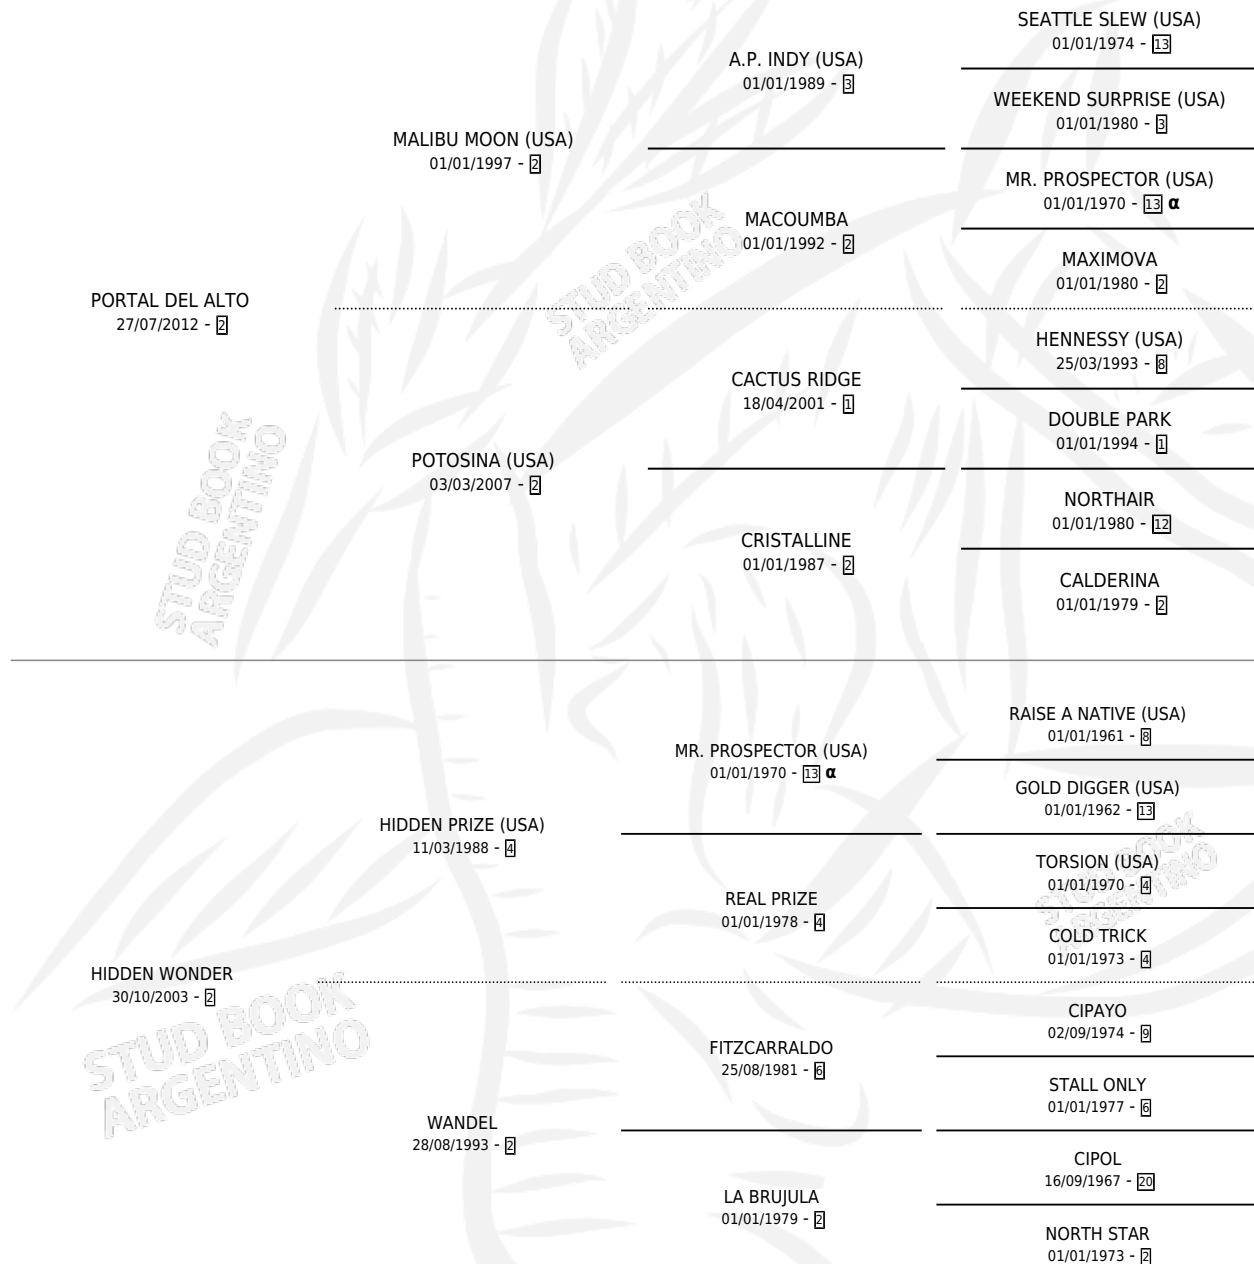 SEATTLE SLEW (USA)
01/01/1974 - 13
A.P. INDY (USA)
01/01/1989 - 3
WEEKEND SURPRISE (USA)
01/01/1980 - 3
MALIBU MOON (USA)
01/01/1997 - 2
MR. PROSPECTOR (USA)
01/01/1970 - 13 α
MACOUMBA
01/01/1992 - 2
MAXIMOVA
01/01/1980 - 2
PORTAL DEL ALTO
27/07/2012 - 2
HENNESSY (USA)
25/03/1993 - 8
CACTUS RIDGE
18/04/2001 - 1
DOUBLE PARK
01/01/1994 - 1
POTOSINA (USA)
03/03/2007 - 2
NORTHAIR
01/01/1980 - 12
CRISTALLINE
01/01/1987 - 2
CALDERINA
01/01/1979 - 2
RAISE A NATIVE (USA)
01/01/1961 - 8
MR. PROSPECTOR (USA)
01/01/1970 - 13 α
GOLD DIGGER (USA)
01/01/1962 - 13
HIDDEN PRIZE (USA)
11/03/1988 - 4
TORSION (USA)
01/01/1970 - 4
REAL PRIZE
01/01/1978 - 4
COLD TRICK
01/01/1973 - 4
HIDDEN WONDER
30/10/2003 - 2
CIPAYO
02/09/1974 - 9
FITZCARRALDO
25/08/1981 - 6
STALL ONLY
01/01/1977 - 6
WANDEL
28/08/1993 - 2
CIPOL
16/09/1967 - 20
LA BRUJULA
01/01/1979 - 2
NORTH STAR
01/01/1973 - 2
STUD BOOK
ARGENTINO
STUD BOOK
ARGENTINO
STUD BOOK
ARGENTINO
STUD BOOK
ARGENTINO